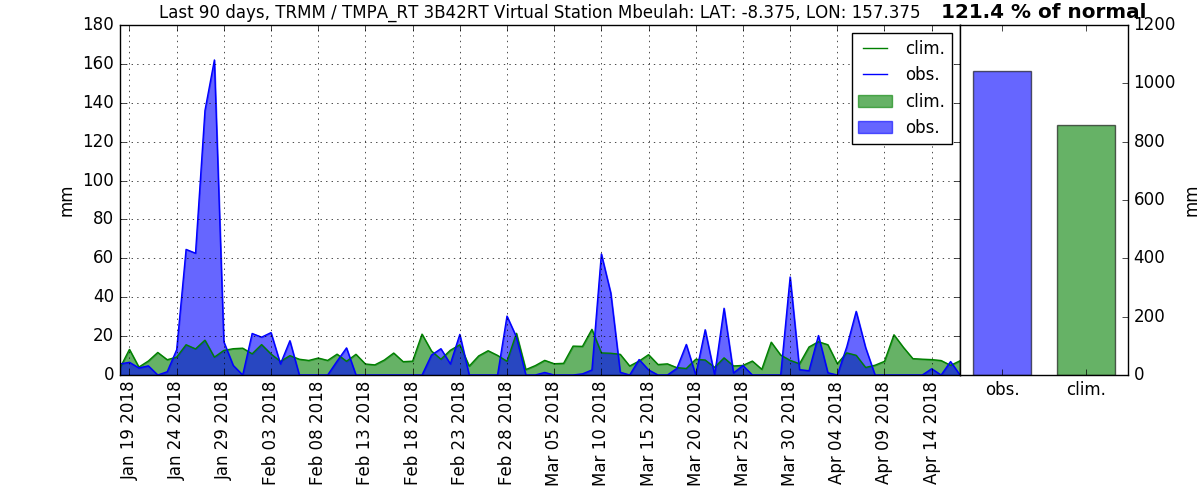 Last 90 days, TRMM / TMPA_RT 3B42RT Virtual Station Mbeulah: LAT: -8.375, LON: 157.375
121.4 % of normal
180
160
140
120
100
80
60
40
20
0
mm
clim.
obs.
clim.
obs.
1200
1000
800
600
400
200
0
mm
obs.
clim.
Jan 19 2018
Jan 24 2018
Jan 29 2018
Feb 03 2018
Feb 08 2018
Feb 13 2018
Feb 18 2018
Feb 23 2018
Feb 28 2018
Mar 05 2018
Mar 10 2018
Mar 15 2018
Mar 20 2018
Mar 25 2018
Mar 30 2018
Apr 04 2018
Apr 09 2018
Apr 14 2018